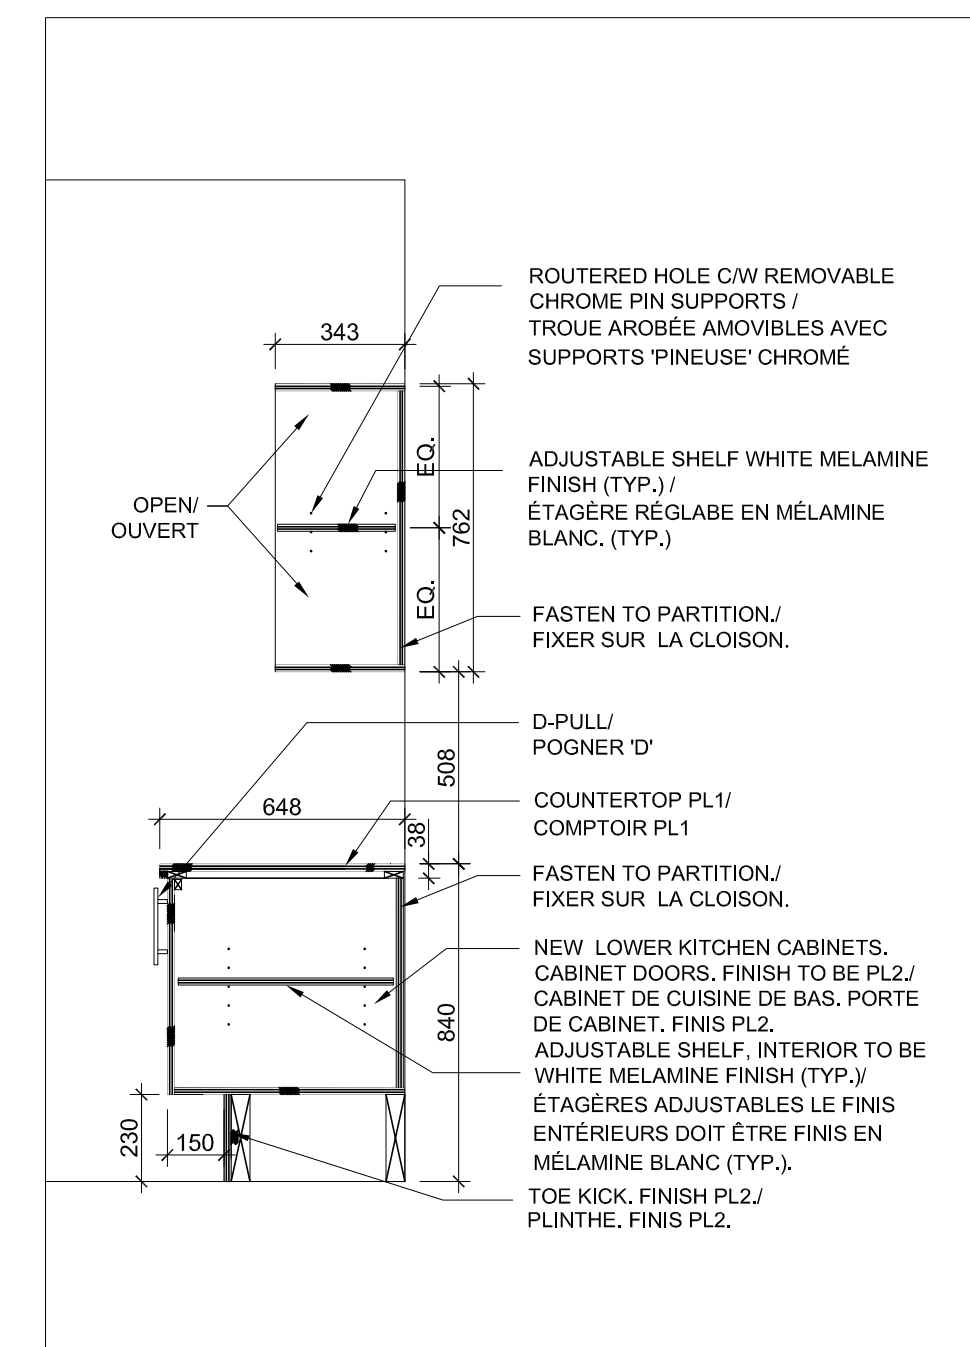 ROUTERED HOLE C/W REMOVABLE
CHROME PIN SUPPORTS /
TROUE AROBÉE AMOVIBLES AVEC
SUPPORTS 'PINEUSE' CHROMÉ
343
EQ.
ADJUSTABLE SHELF WHITE MELAMINE
FINISH (TYP.) /
ÉTAGÈRE RÉGLABE EN MÉLAMINE
BLANC. (TYP.)
OPEN/
OUVERT
762
EQ.
FASTEN TO PARTITION./
FIXER SUR LA CLOISON.
D-PULL/
POGNER 'D'
508
648
COUNTERTOP PL1/
COMPTOIR PL1
38
FASTEN TO PARTITION./
FIXER SUR LA CLOISON.
NEW LOWER KITCHEN CABINETS.
CABINET DOORS. FINISH TO BE PL2./
CABINET DE CUISINE DE BAS. PORTE
DE CABINET. FINIS PL2.
840
ADJUSTABLE SHELF, INTERIOR TO BE
WHITE MELAMINE FINISH (TYP.)/
ÉTAGÈRES ADJUSTABLES LE FINIS
ENTÉRIEURS DOIT ÊTRE FINIS EN
MÉLAMINE BLANC (TYP.).
230
150
TOE KICK. FINISH PL2./
PLINTHE. FINIS PL2.